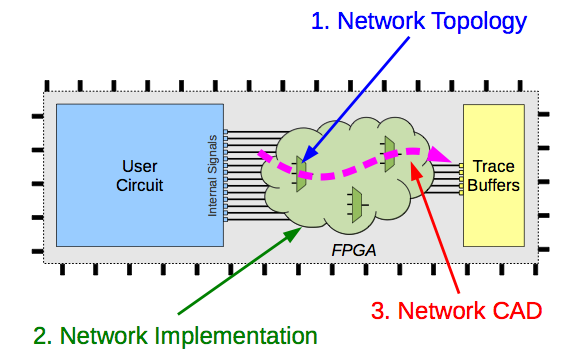 1. Network Topology
User
Circuit
Internal Signals
Trace
Buffers
FPGA
3. Network CAD
2. Network Implementation